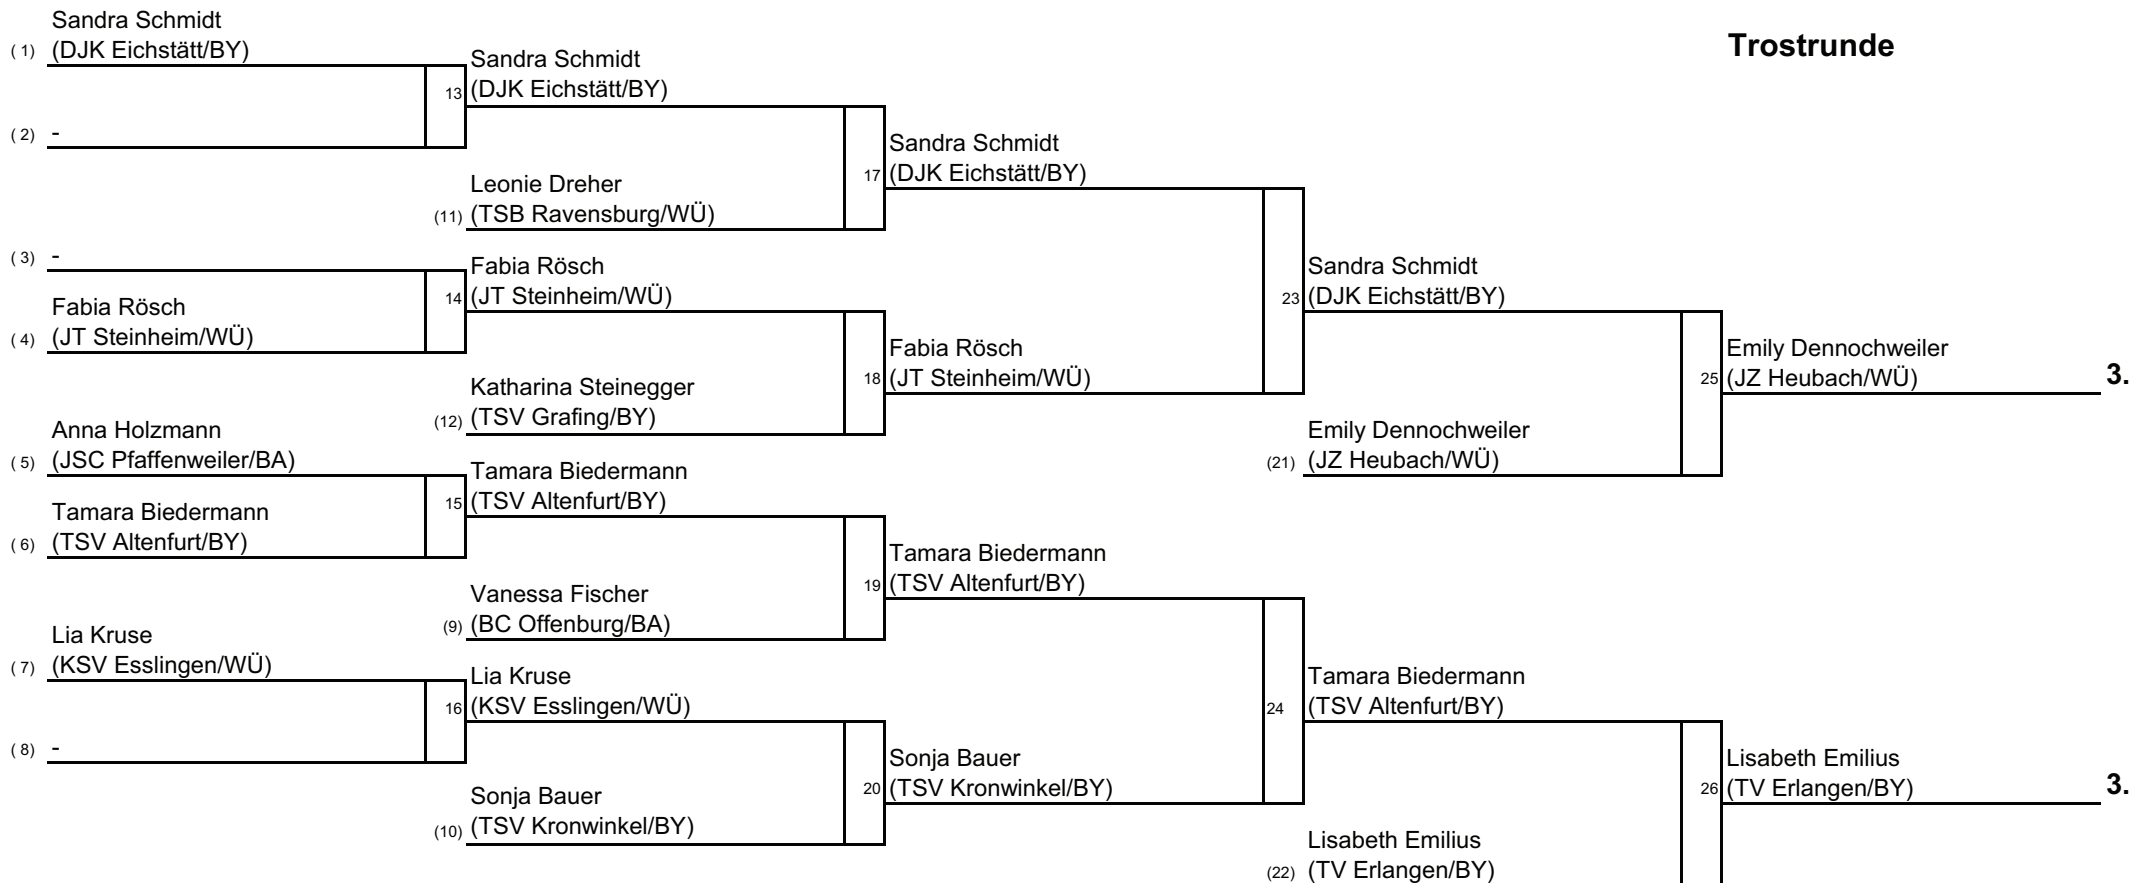 Trostrunde
Sandra Schmidt
( 1) (DJK Eichstätt/BY)
( 2) -
( 3) -
Fabia Rösch
( 4) (JT Steinheim/WÜ)
Anna Holzmann
( 5) (JSC Pfaffenweiler/BA)
Tamara Biedermann
( 6) (TSV Altenfurt/BY)
Lia Kruse
( 7) (KSV Esslingen/WÜ)
( 8) -
Sandra Schmidt
13 (DJK Eichstätt/BY)
Leonie Dreher
(11) (TSB Ravensburg/WÜ)
Fabia Rösch
14 (JT Steinheim/WÜ)
Katharina Steinegger
(12) (TSV Grafing/BY)
Tamara Biedermann
15 (TSV Altenfurt/BY)
Vanessa Fischer
(9) (BC Offenburg/BA)
Lia Kruse
16 (KSV Esslingen/WÜ)
Sonja Bauer
(10) (TSV Kronwinkel/BY)
Sandra Schmidt
17 (DJK Eichstätt/BY)
Fabia Rösch
18 (JT Steinheim/WÜ)
Tamara Biedermann
19 (TSV Altenfurt/BY)
Sonja Bauer
20 (TSV Kronwinkel/BY)
Sandra Schmidt
23 (DJK Eichstätt/BY)
Emily Dennochweiler
(21) (JZ Heubach/WÜ)
Tamara Biedermann
24 (TSV Altenfurt/BY)
Lisabeth Emilius
(22) (TV Erlangen/BY)
Emily Dennochweiler
25 (JZ Heubach/WÜ) 3.
Lisabeth Emilius
26 (TV Erlangen/BY) 3.